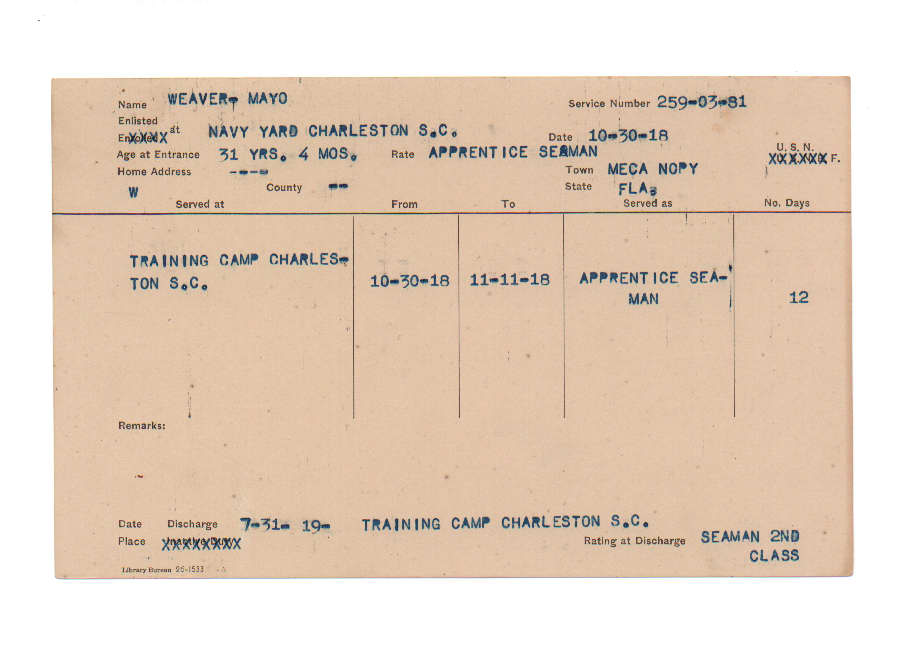 Name WEAVER, MAYO Service Number 259-03-81
Enlisted
at NAVY YARD CHARLESTON S.C. Date 10-30-18
Age at Entrance 31 YRS. 4 MOS. Rate APPRENTICE SEAMAN U. S. N.
XXXXXX F.
Home Address ---- Town MECA NOPY
W County -- State FLA.
Served at From To Served as No. Days
TRAINING CAMP CHARLES-
TON S.C. 10-30-18 11-11-18 APPRENTICE SEA-
MAN 12
Remarks:
Date Discharge 7-31- 19- TRAINING CAMP CHARLESTON S.C.
Place XXXXXXXX Rating at Discharge SEAMAN 2ND
CLASS
Library Bureau 26-1533